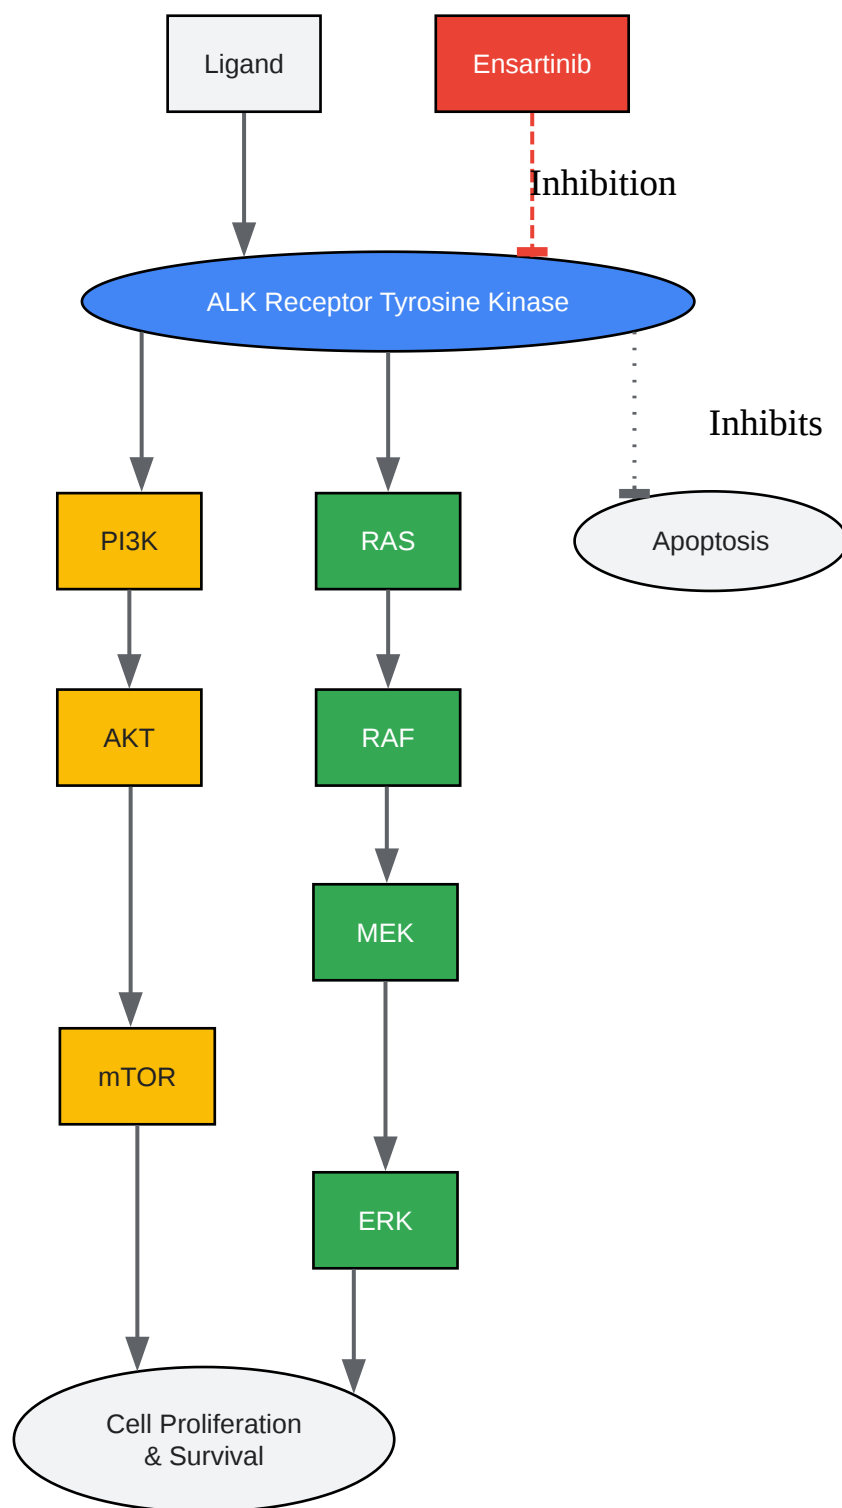 Ligand
Ensartinib
Inhibition
ALK Receptor Tyrosine Kinase
Inhibits
PI3K
RAS
Apoptosis
AKT
RAF
MEK
mTOR
ERK
Cell Proliferation
& Survival